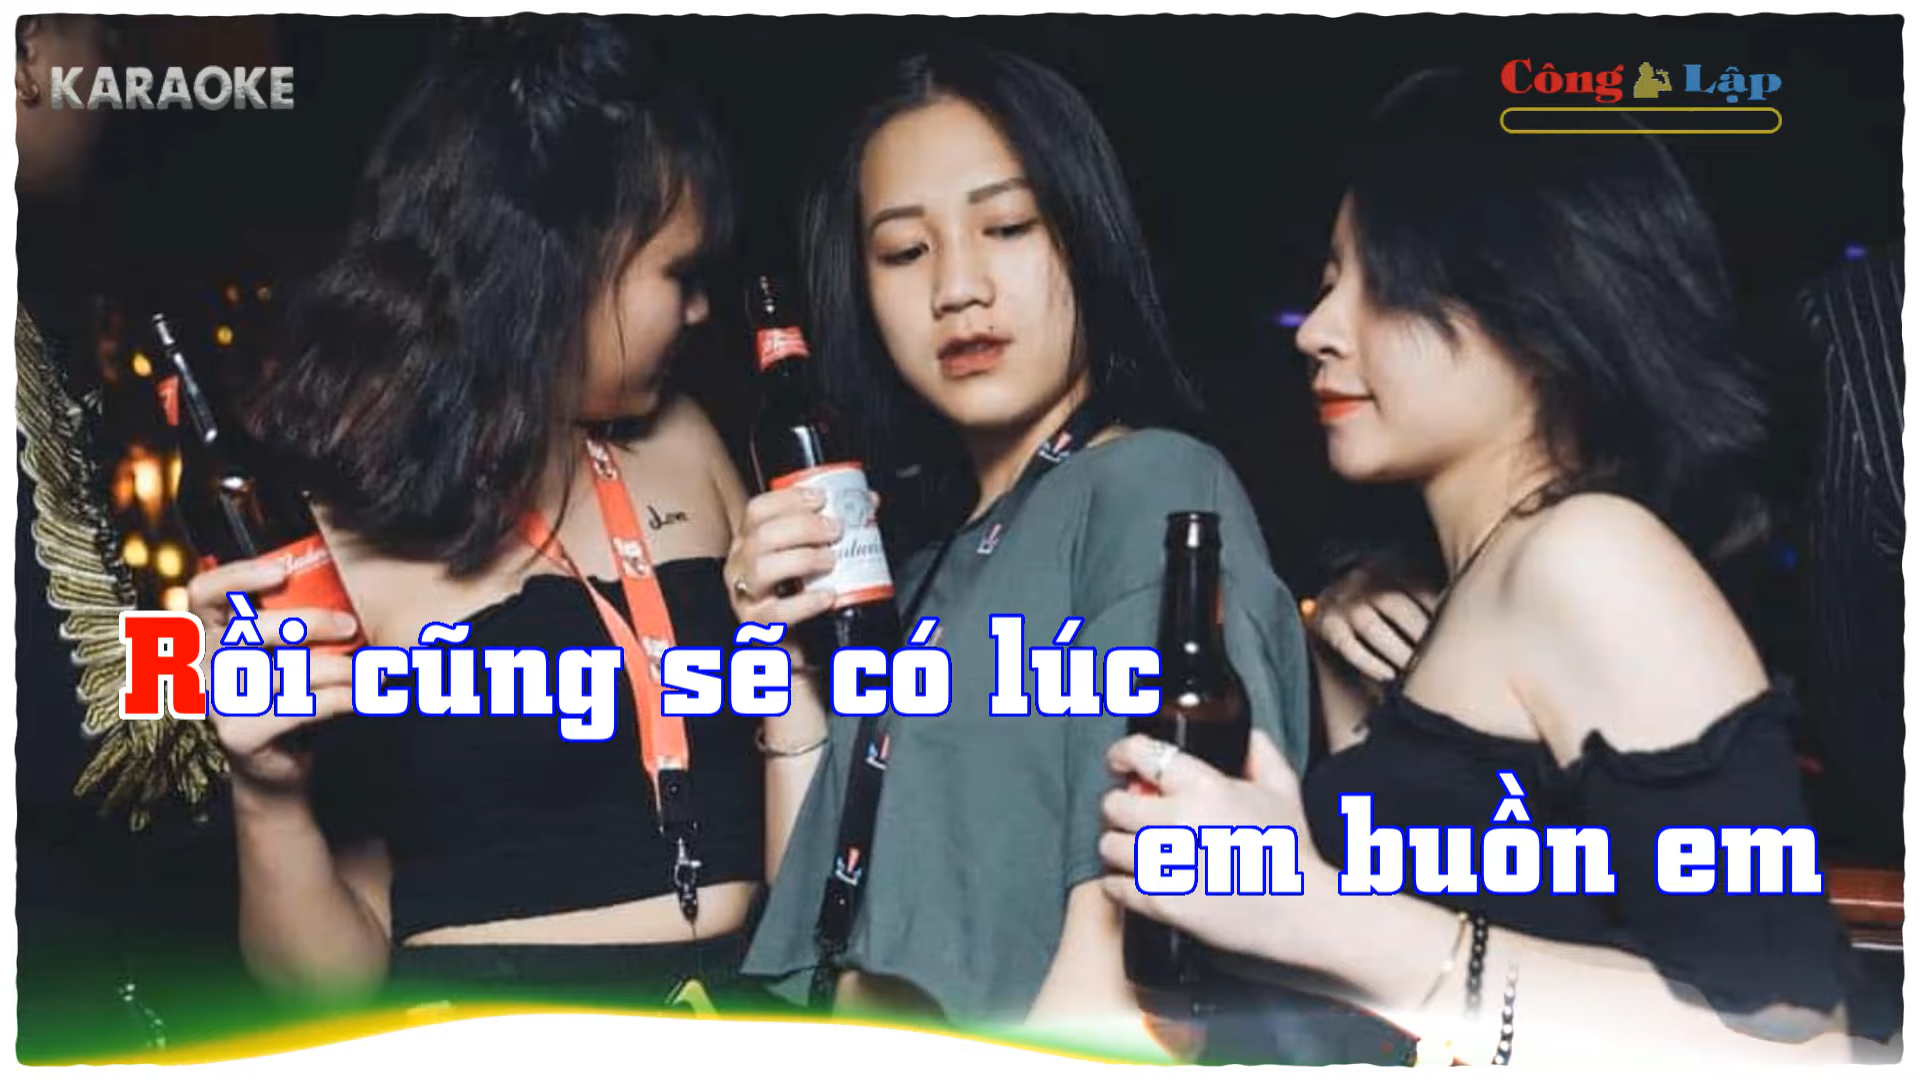 KARAOKE
Công Lập
Rồi cũng sẽ có lúc
em buồn em